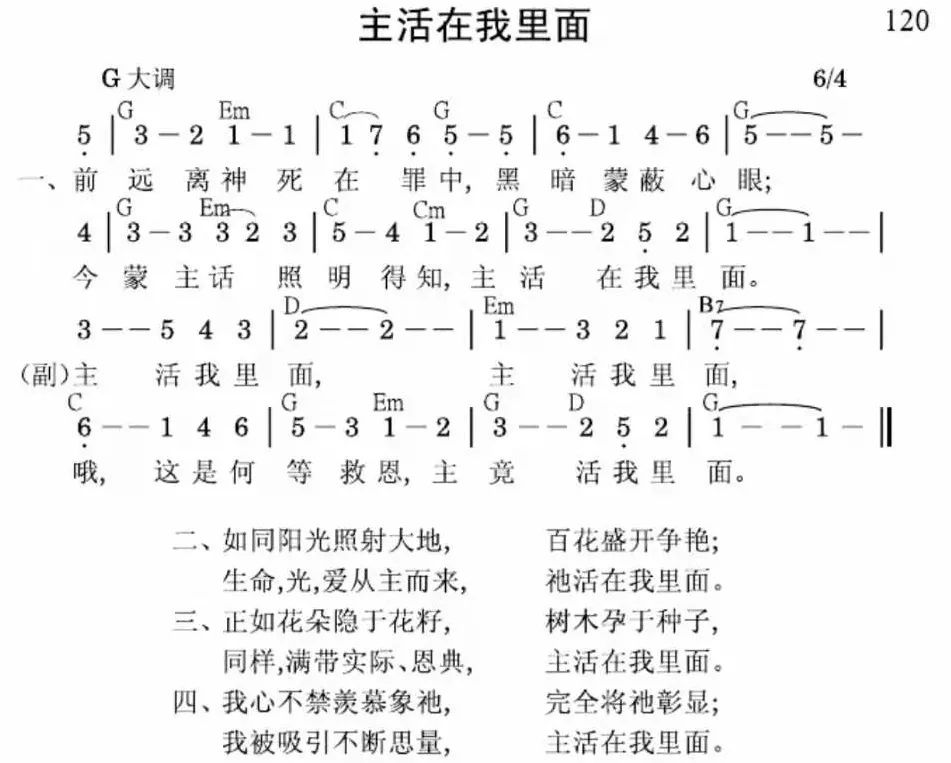 主活在我里面 120
G 大调 6/4
G Em C G C G
5̣ | 3 – 2 1 – 1 | 1 7̣ 6̣ 5̣ – 5̣ | 6̣ – 1 4 – 6 | 5 – – 5 –
一、前 远 离 神 死 在 罪 中, 黑 暗 蒙 蔽 心 眼;
G Em C Cm G D G
4 | 3 – 3 3 2 3 | 5 – 4 1 – 2 | 3 – – 2 5̣ 2 | 1 – – 1 – – |
今 蒙 主 话 照 明 得 知, 主 活 在 我 里 面。
D Em B7
3 – – 5 4 3 | 2 – – 2 – – | 1 – – 3 2 1 | 7̣ – – 7̣ – – |
(副)主 活 我 里 面, 主 活 我 里 面,
C G Em G D G
6̣ – – 1 4 6 | 5 – 3 1 – 2 | 3 – – 2 5̣ 2 | 1 – – 1 – ‖
哦, 这 是 何 等 救 恩, 主 竟 活 我 里 面。
二、如同阳光照射大地, 百花盛开争艳;
生命,光,爱从主而来, 祂活在我里面。
三、正如花朵隐于花籽, 树木孕于种子,
同样,满带实际、恩典, 主活在我里面。
四、我心不禁羡慕象祂, 完全将祂彰显;
我被吸引不断思量, 主活在我里面。